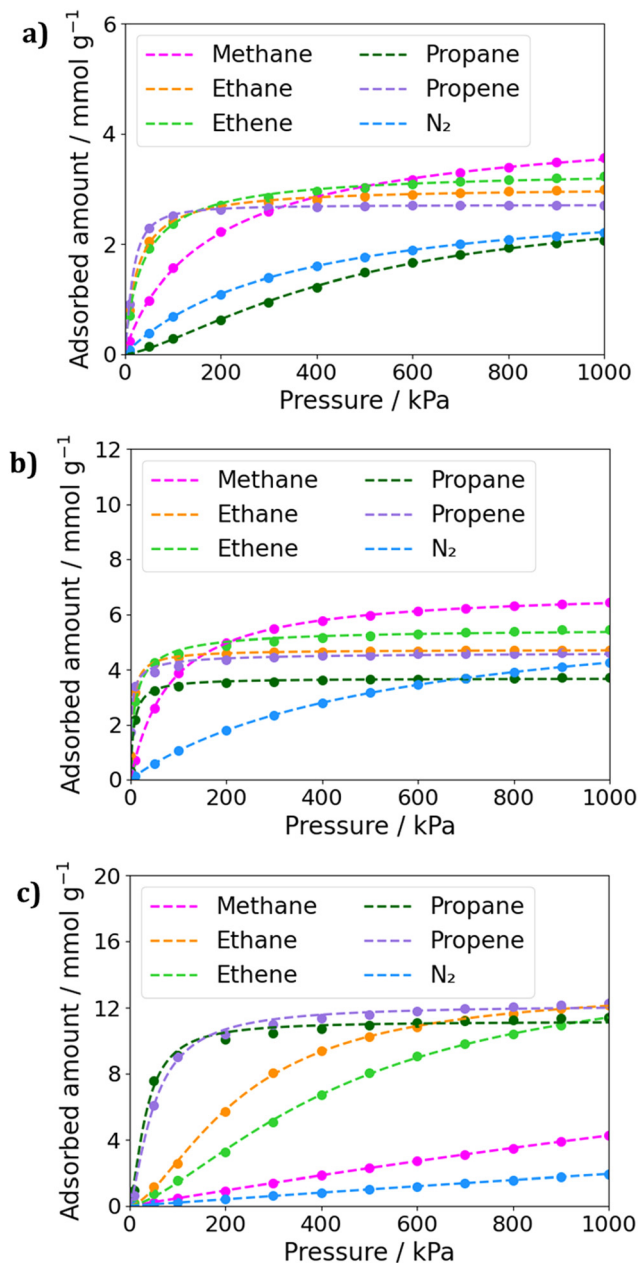 a)
Adsorbed amount / mmol g⁻¹
6
4
2
0
Methane Propane
Ethane Propene
Ethene N₂
0 200 400 600 800 1000
Pressure / kPa
b)
Adsorbed amount / mmol g⁻¹
12
10
8
6
4
2
0
Methane Propane
Ethane Propene
Ethene N₂
0 200 400 600 800 1000
Pressure / kPa
c)
Adsorbed amount / mmol g⁻¹
20
16
12
8
4
0
Methane Propane
Ethane Propene
Ethene N₂
0 200 400 600 800 1000
Pressure / kPa